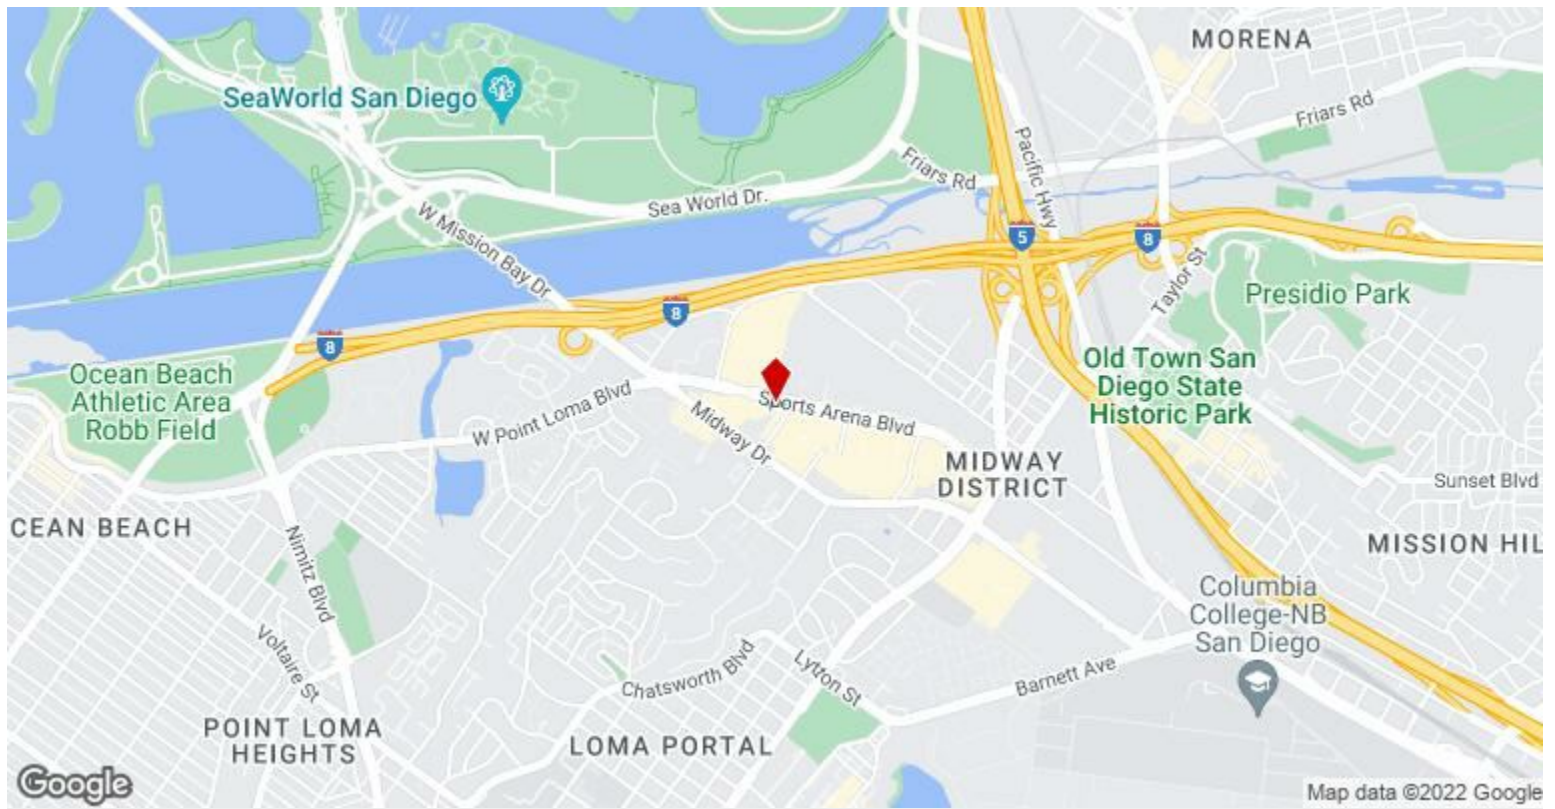 MORENA
SeaWorld San Diego
Friars Rd
Pacific Hwy
Friars Rd
Sea World Dr.
W Mission Bay Dr
5
8
Taylor St
Presidio Park
8
8
Ocean Beach
Athletic Area
Robb Field
Old Town San
Diego State
Historic Park
W Point Loma Blvd
Sports Arena Blvd
Midway Dr
MIDWAY
DISTRICT
Sunset Blvd
CEAN BEACH
MISSION HIL
Nimitz Blvd
Columbia
College-NB
San Diego
Voltaire St
Chatsworth Blvd
Lytton St
Barnett Ave
POINT LOMA
HEIGHTS
LOMA PORTAL
Google
Map data ©2022 Google